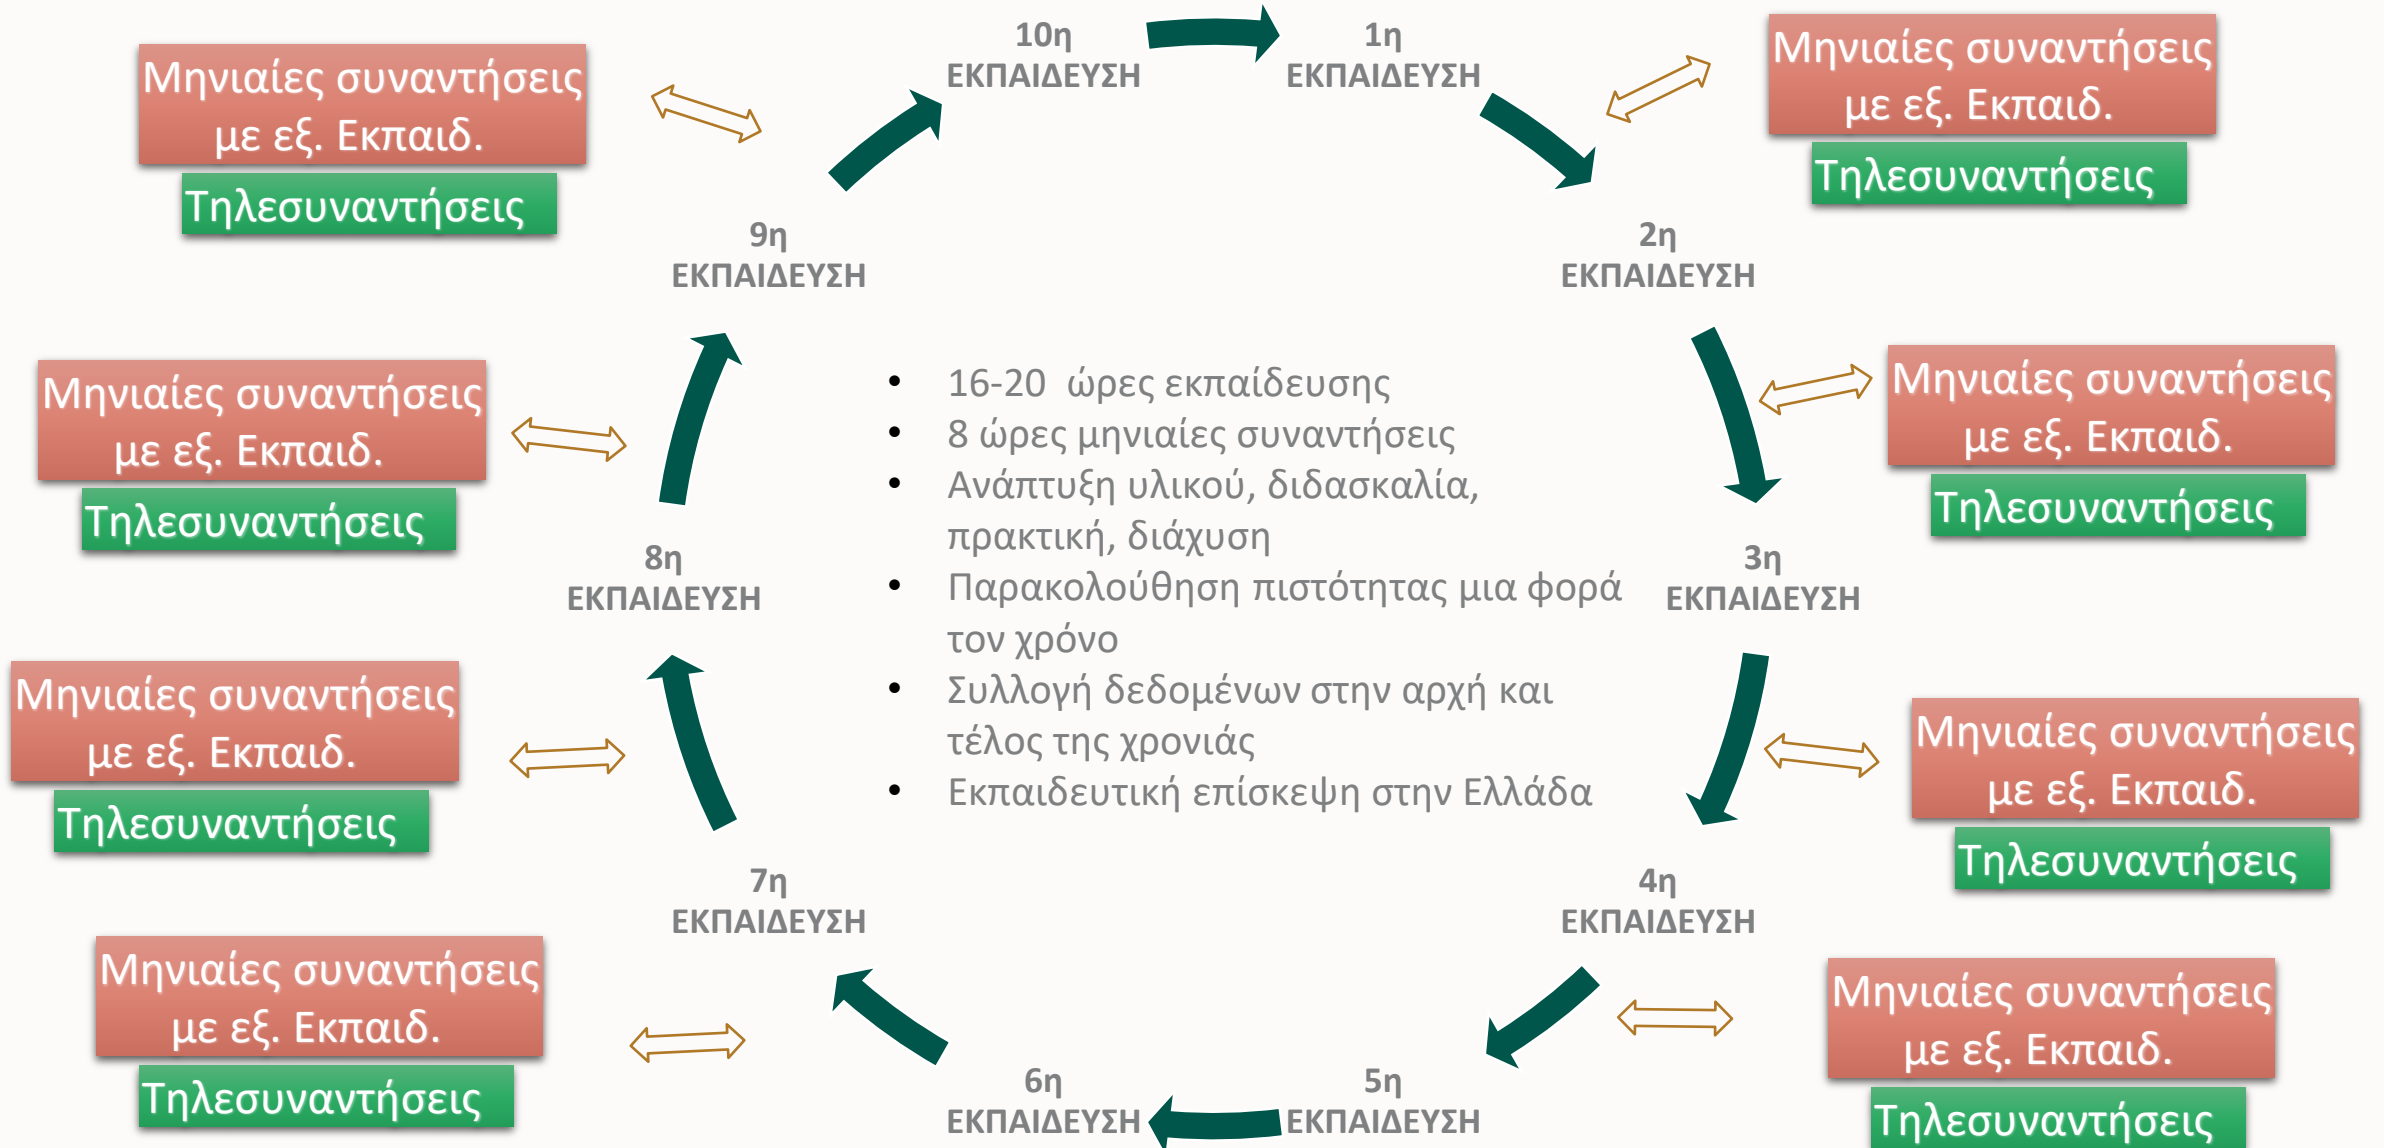 10η
ΕΚΠΑΙΔΕΥΣΗ
1η
ΕΚΠΑΙΔΕΥΣΗ
Μηνιαίες συναντήσεις
με εξ. Εκπαιδ.
Τηλεσυναντήσεις
Μηνιαίες συναντήσεις
με εξ. Εκπαιδ.
Τηλεσυναντήσεις
9η
ΕΚΠΑΙΔΕΥΣΗ
2η
ΕΚΠΑΙΔΕΥΣΗ
Μηνιαίες συναντήσεις
με εξ. Εκπαιδ.
Τηλεσυναντήσεις
• 16-20 ώρες εκπαίδευσης
• 8 ώρες μηνιαίες συναντήσεις
• Ανάπτυξη υλικού, διδασκαλία,
πρακτική, διάχυση
• Παρακολούθηση πιστότητας μια φορά
τον χρόνο
• Συλλογή δεδομένων στην αρχή και
τέλος της χρονιάς
• Εκπαιδευτική επίσκεψη στην Ελλάδα
Μηνιαίες συναντήσεις
με εξ. Εκπαιδ.
Τηλεσυναντήσεις
8η
ΕΚΠΑΙΔΕΥΣΗ
3η
ΕΚΠΑΙΔΕΥΣΗ
Μηνιαίες συναντήσεις
με εξ. Εκπαιδ.
Τηλεσυναντήσεις
Μηνιαίες συναντήσεις
με εξ. Εκπαιδ.
Τηλεσυναντήσεις
7η
ΕΚΠΑΙΔΕΥΣΗ
4η
ΕΚΠΑΙΔΕΥΣΗ
Μηνιαίες συναντήσεις
με εξ. Εκπαιδ.
Τηλεσυναντήσεις
Μηνιαίες συναντήσεις
με εξ. Εκπαιδ.
Τηλεσυναντήσεις
6η
ΕΚΠΑΙΔΕΥΣΗ
5η
ΕΚΠΑΙΔΕΥΣΗ